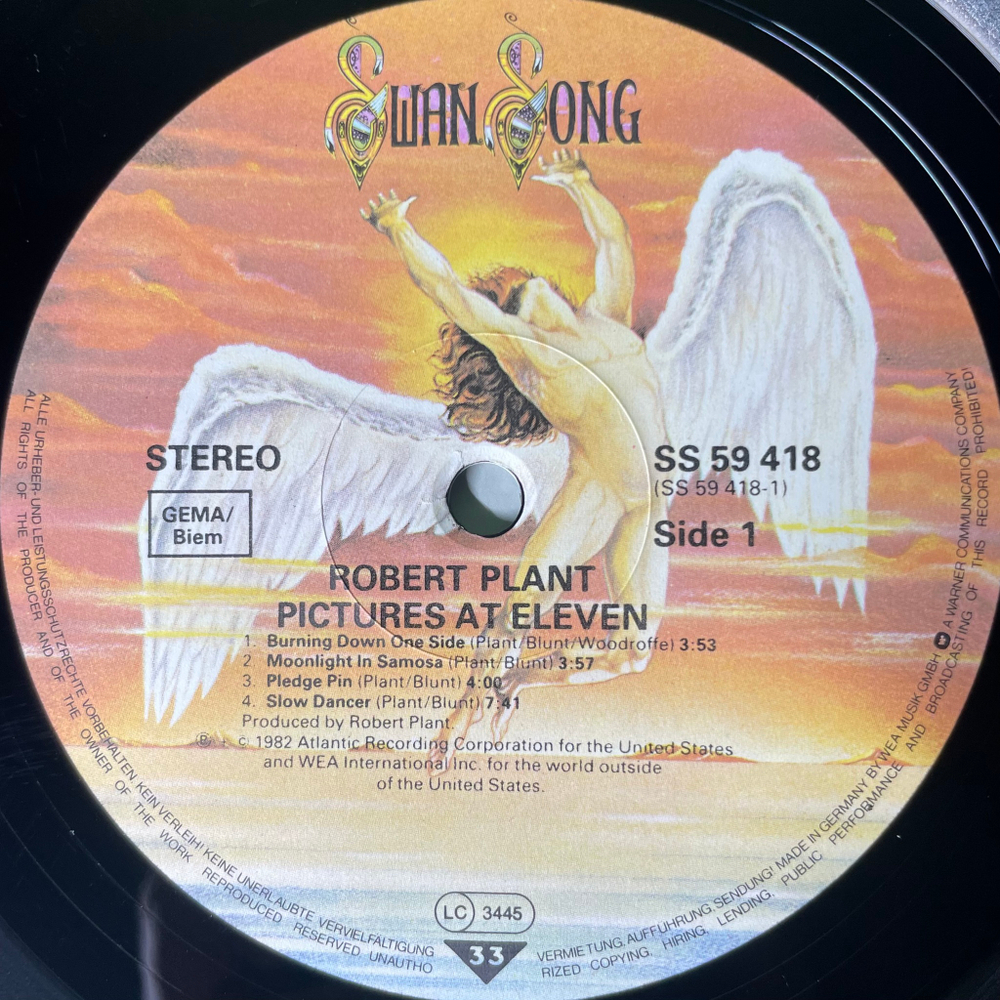 SWAN SONG
STEREO
GEMA/
Biem
SS 59 418
(SS 59 418-1)
Side 1
ROBERT PLANT
PICTURES AT ELEVEN
1. Burning Down One Side (Plant/Blunt/Woodroffe) 3:53
2. Moonlight In Samosa (Plant/Blunt) 3:57
3. Pledge Pin (Plant/Blunt) 4:00
4. Slow Dancer (Plant/Blunt) 7:41
Produced by Robert Plant.
℗ + © 1982 Atlantic Recording Corporation for the United States
and WEA International Inc. for the world outside
of the United States.
LC 3445
33
ALLE URHEBER- UND LEISTUNGSSCHUTZRECHTE VORBEHALTEN. KEIN VERLEIH! KEINE UNERLAUBTE VERVIELFÄLTIGUNG
VERMIETUNG, AUFFÜHRUNG, SENDUNG! MADE IN GERMANY BY WEA MUSIK GMBH A WARNER COMMUNICATIONS COMPANY
ALL RIGHTS OF THE PRODUCER AND OF THE OWNER OF THE WORK REPRODUCED RESERVED UNAUTHO
RIZED COPYING. HIRING. LENDING. PUBLIC PERFORMANCE AND BROADCASTING OF THIS RECORD PROHIBITED!